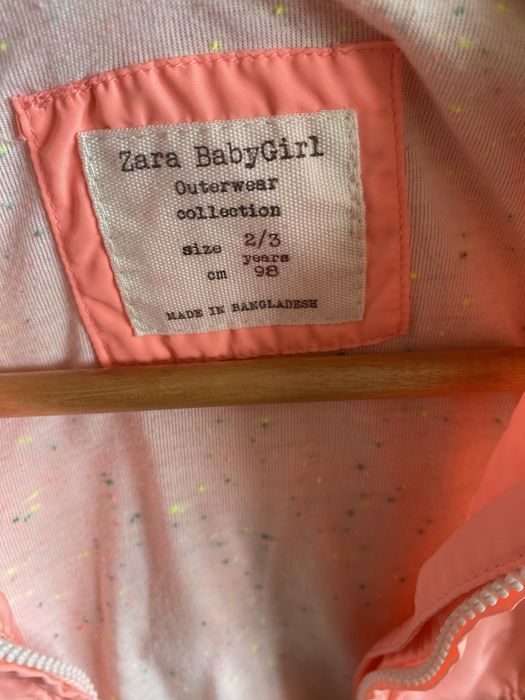 Zara BabyGirl
Outerwear
collection
size 2/3
years
cm 98
MADE IN BANGLADESH